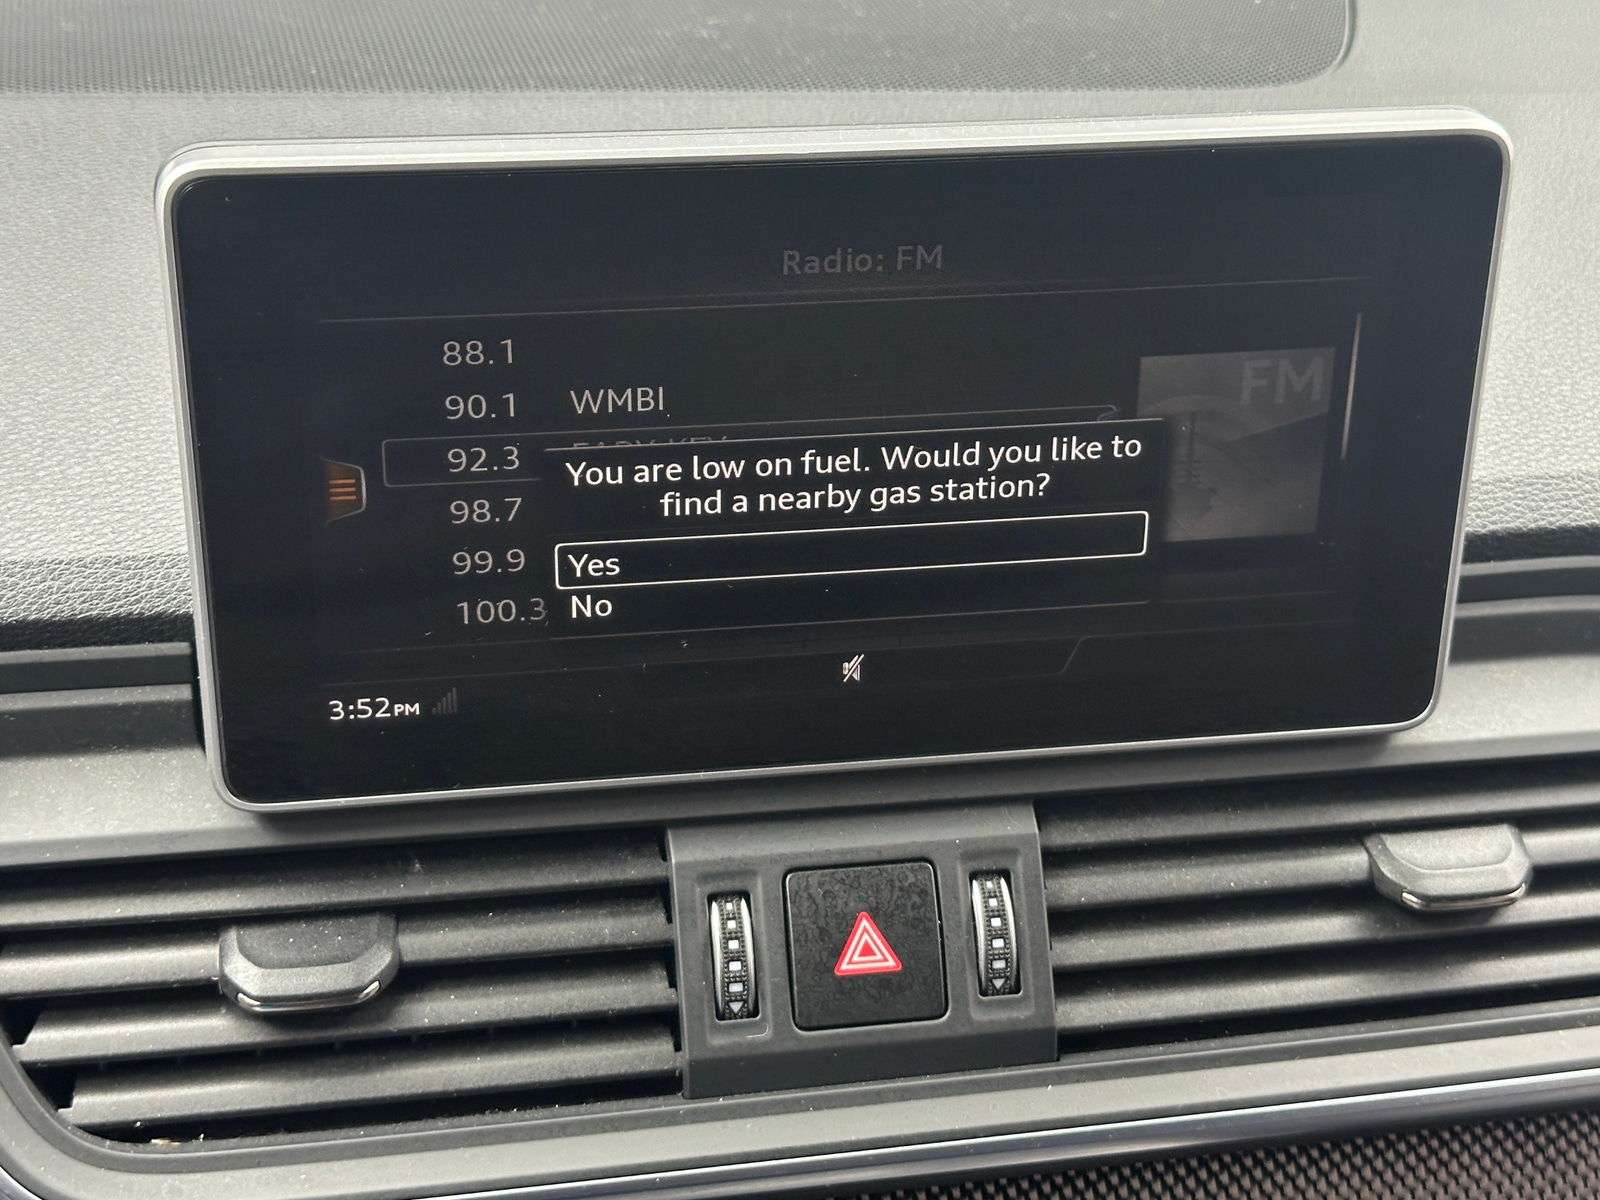 Radio: FM
88.1
90.1 WMBI
FM
92.3
98.7
99.9
100.3
You are low on fuel. Would you like to
find a nearby gas station?
Yes
No
3:52PM